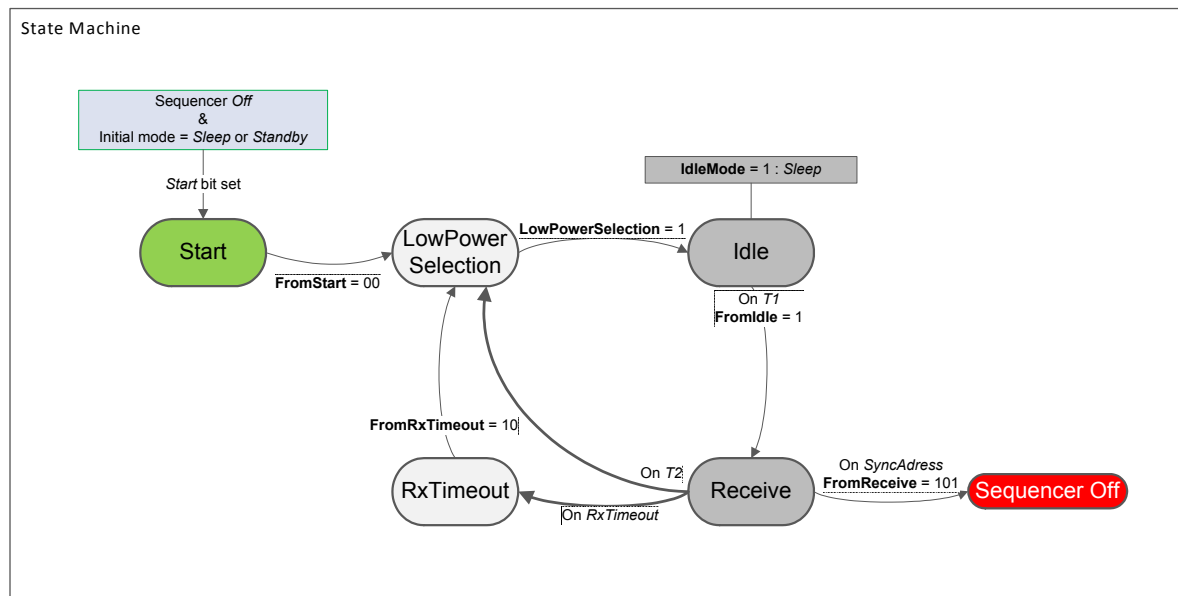 State Machine
Sequencer Off
&
Initial mode = Sleep or Standby
IdleMode = 1 : Sleep
Start bit set
Start
LowPower
Selection
LowPowerSelection = 1
Idle
FromStart = 00
On T1
FromIdle = 1
FromRxTimeout = 10
On T2
RxTimeout
On RxTimeout
Receive
On SyncAdress
FromReceive = 101
Sequencer Off